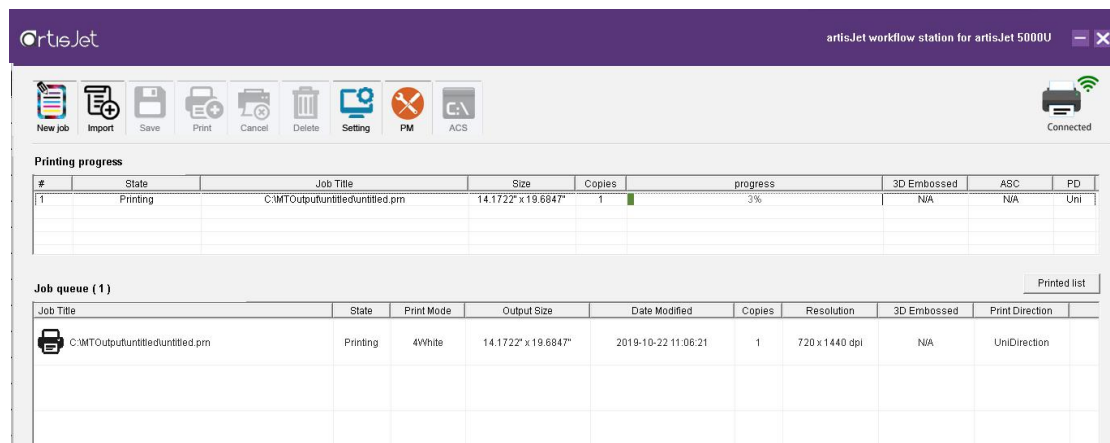 artisJet
artisJet workflow station for artisJet 5000U
New job Import Save Print Cancel Delete Setting PM ACS
C:\
Connected
Printing progress
# State Job Title Size Copies progress 3D Embossed ASC PD
1 Printing C:\MTOutput\untitled\untitled.prn 14.1722" x 19.6847" 1 3% N/A N/A Uni
Job queue ( 1 )
Printed list
Job Title State Print Mode Output Size Date Modified Copies Resolution 3D Embossed Print Direction
C:\MTOutput\untitled\untitled.prn Printing 4White 14.1722" x 19.6847" 2019-10-22 11:06:21 1 720 x 1440 dpi N/A UniDirection